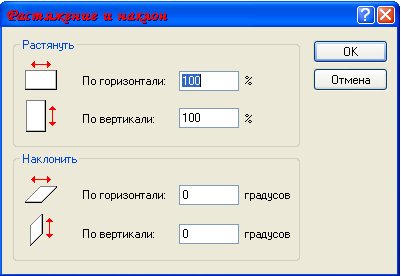 Растяжение и наклон
Растянуть
По горизонтали: 100 %
По вертикали: 100 %
Наклонить
По горизонтали: 0 градусов
По вертикали: 0 градусов
OK
Отмена